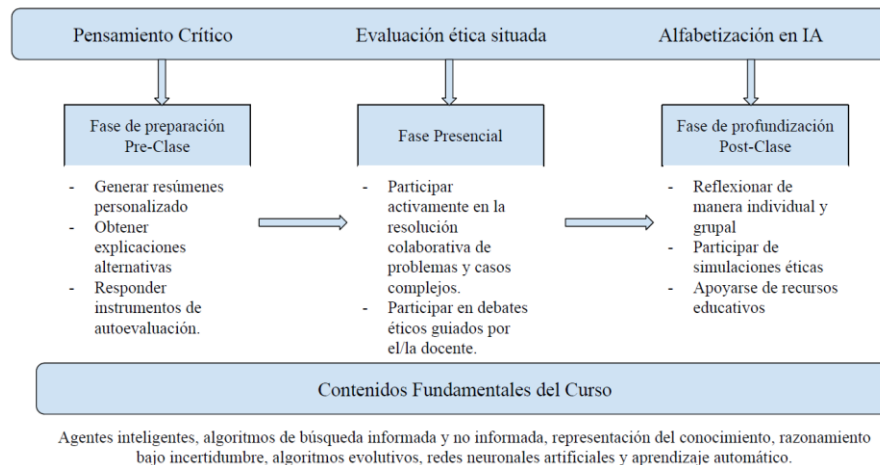 Pensamiento Crítico
Evaluación ética situada
Alfabetización en IA
Fase de preparación
Pre-Clase
- Generar resúmenes
personalizado
- Obtener
explicaciones
alternativas
- Responder
instrumentos de
autoevaluación.
Fase Presencial
- Participar
activamente en la
resolución
colaborativa de
problemas y casos
complejos.
- Participar en debates
éticos guiados por
el/la docente.
Fase de profundización
Post-Clase
- Reflexionar de
manera individual y
grupal
- Participar de
simulaciones éticas
- Apoyarse de recursos
educativos
Contenidos Fundamentales del Curso
Agentes inteligentes, algoritmos de búsqueda informada y no informada, representación del conocimiento, razonamiento
bajo incertidumbre, algoritmos evolutivos, redes neuronales artificiales y aprendizaje automático.